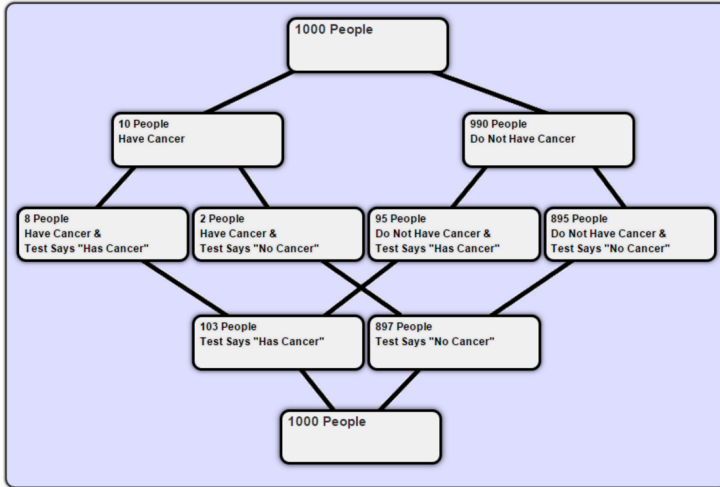 1000 People
10 People
Have Cancer
990 People
Do Not Have Cancer
8 People
Have Cancer &
Test Says "Has Cancer"
2 People
Have Cancer &
Test Says "No Cancer"
95 People
Do Not Have Cancer &
Test Says "Has Cancer"
895 People
Do Not Have Cancer &
Test Says "No Cancer"
103 People
Test Says "Has Cancer"
897 People
Test Says "No Cancer"
1000 People